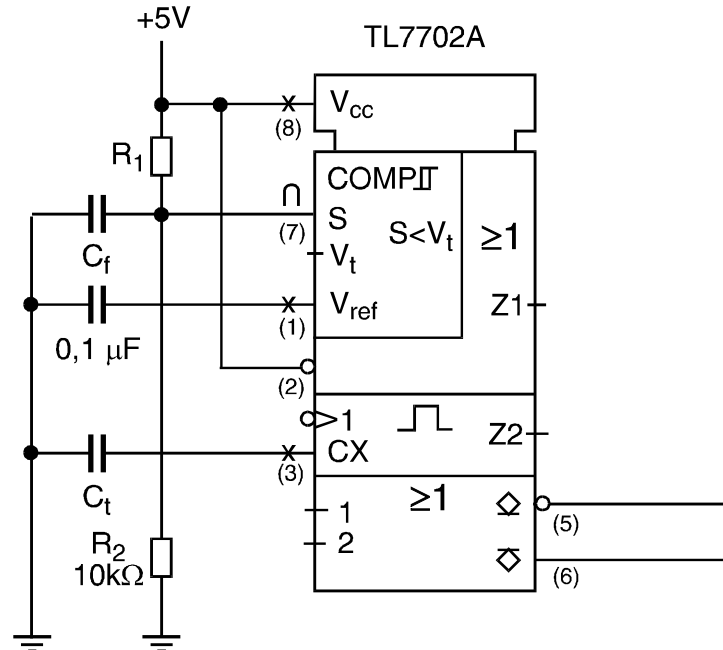 +5V
TL7702A
Vcc
(8)
R1
COMP
∩
S
(7)
S<Vt
≥1
Cf
Vt
Vref
(1)
Z1
0,1 μF
(2)
>1
Z2
CX
(3)
Ct
≥1
1
(5)
R2
10kΩ
2
(6)